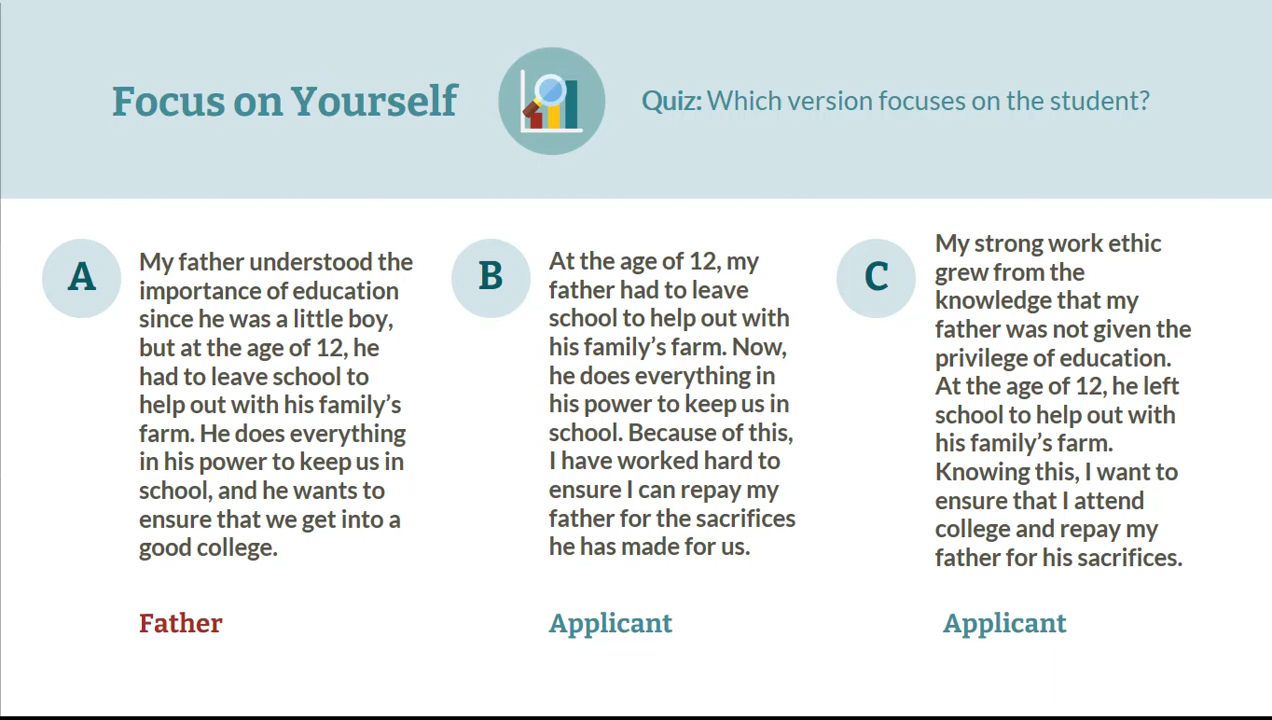 Focus on Yourself
Quiz: Which version focuses on the student?
A
My father understood the
importance of education
since he was a little boy,
but at the age of 12, he
had to leave school to
help out with his family's
farm. He does everything
in his power to keep us in
school, and he wants to
ensure that we get into a
good college.
Father
B
At the age of 12, my
father had to leave
school to help out with
his family's farm. Now,
he does everything in
his power to keep us in
school. Because of this,
I have worked hard to
ensure I can repay my
father for the sacrifices
he has made for us.
Applicant
C
My strong work ethic
grew from the
knowledge that my
father was not given the
privilege of education.
At the age of 12, he left
school to help out with
his family's farm.
Knowing this, I want to
ensure that I attend
college and repay my
father for his sacrifices.
Applicant